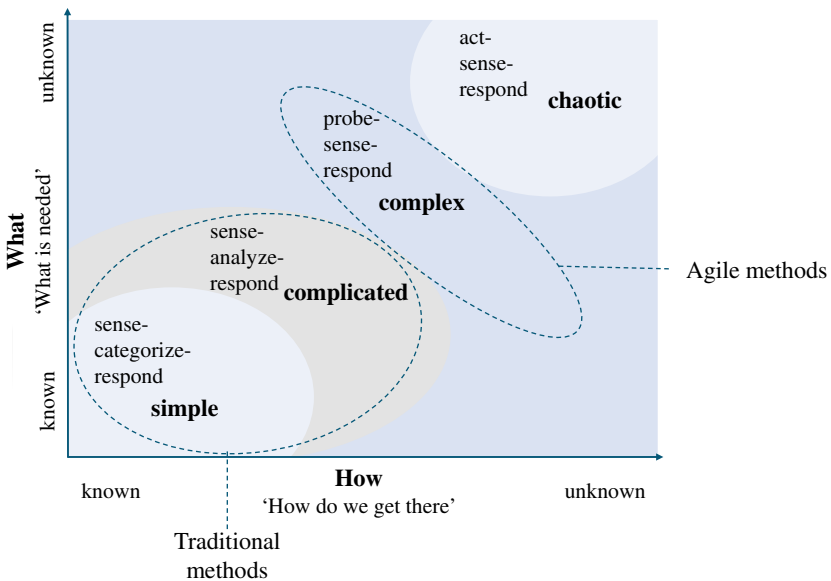 unknown
What
‘What is needed’
known
act-
sense-
respond
chaotic
probe-
sense-
respond
complex
sense-
analyze-
respond
complicated
sense-
categorize-
respond
simple
Agile methods
known
How
‘How do we get there’
unknown
Traditional
methods